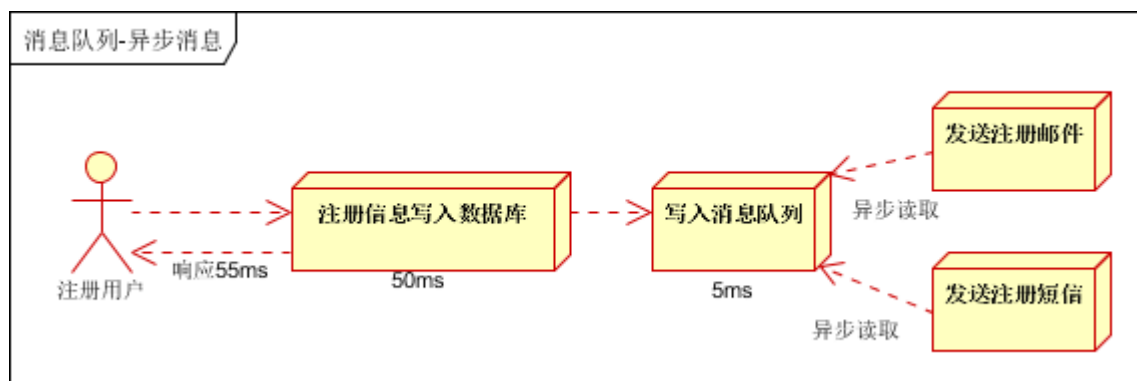 消息队列-异步消息
发送注册邮件
注册信息写入数据库
写入消息队列
异步读取
响应55ms
50ms
5ms
注册用户
发送注册短信
异步读取